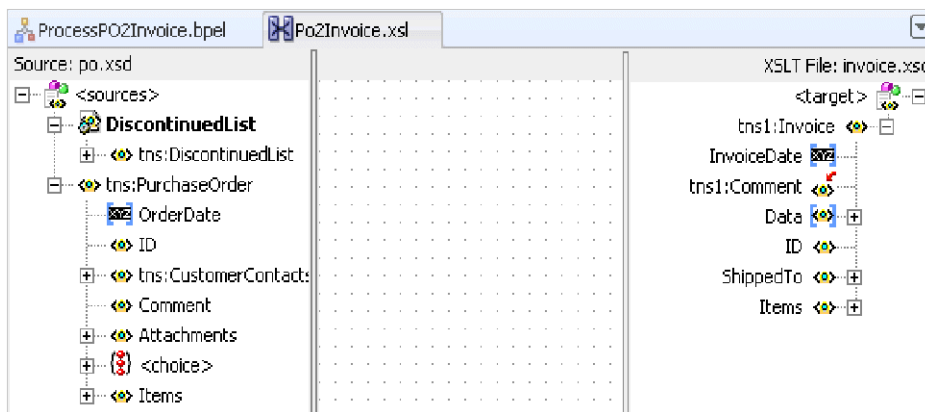 ProcessPO2Invoice.bpel Po2Invoice.xsl
Source: po.xsd
XSLT File: invoice.xsd
<sources>
DiscontinuedList
tns:DiscontinuedList
tns:PurchaseOrder
OrderDate
ID
tns:CustomerContacts
Comment
Attachments
<choice>
Items
<target>
tns1:Invoice
InvoiceDate
tns1:Comment
Data
ID
ShippedTo
Items